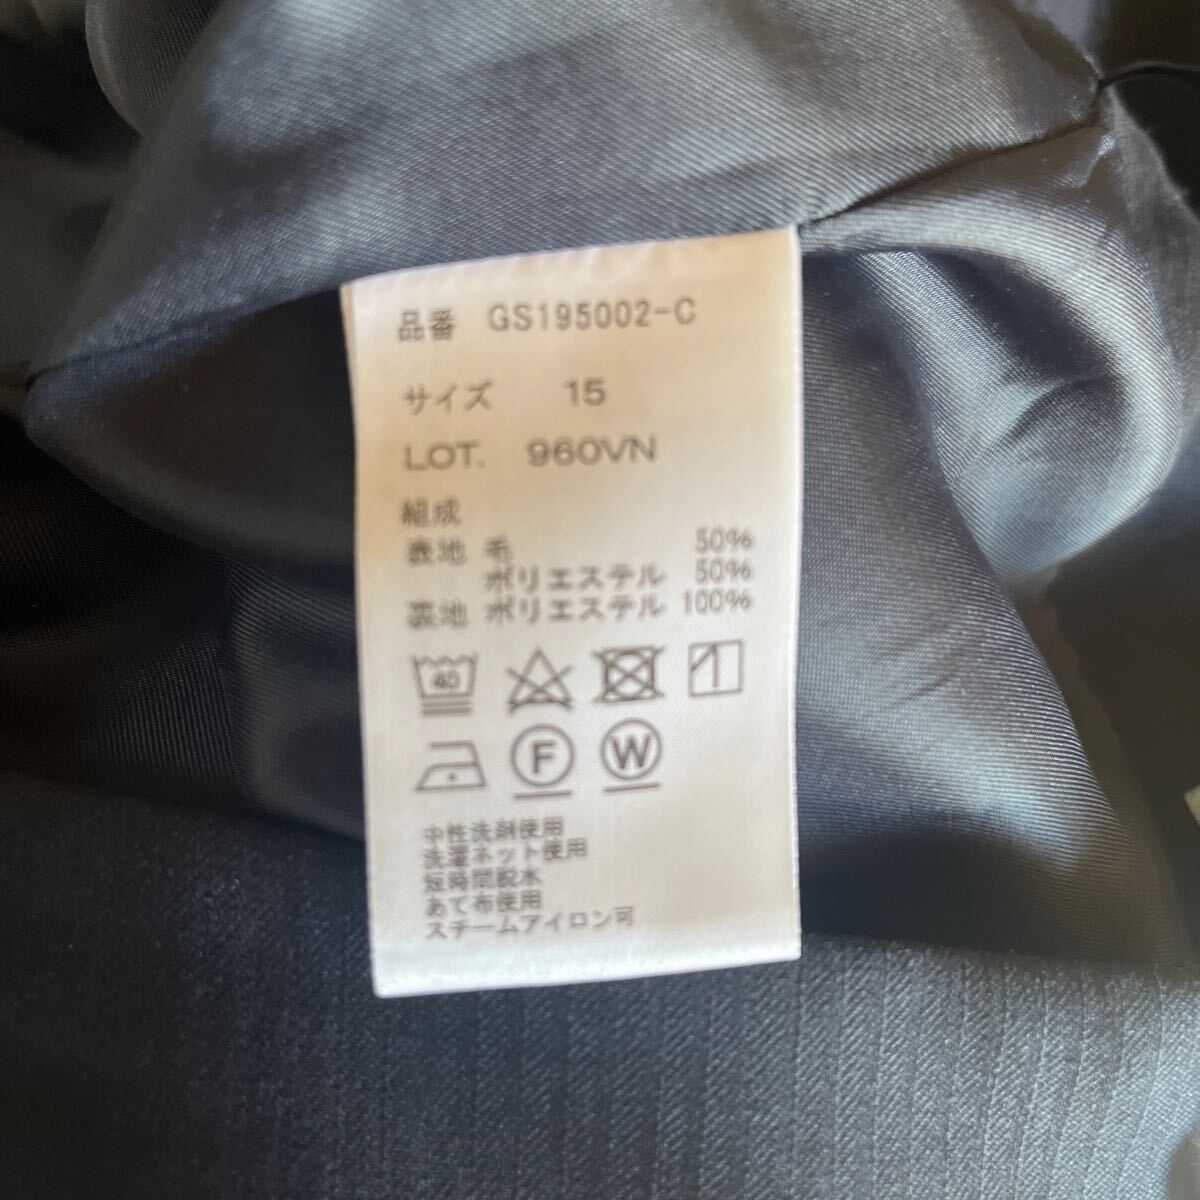 品番 GS195002-C
サイズ 15
LOT. 960VN
組成
表地 毛 50%
ポリエステル 50%
裏地 ポリエステル 100%
40
F W
中性洗剤使用
洗濯ネット使用
短時間脱水
あて布使用
スチームアイロン可